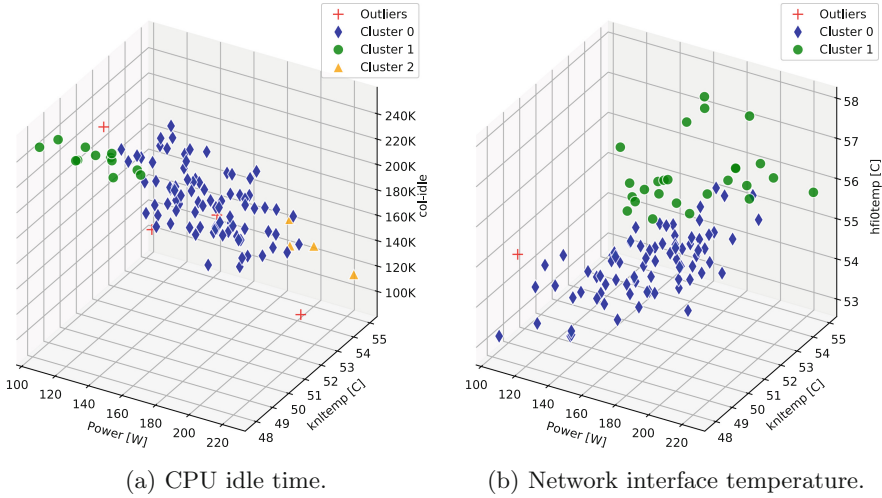 Outliers
Cluster 0
Cluster 1
Cluster 2
240K
220K
200K
180K
160K
140K
120K
100K
col-idle
100
120
140
160
180
200
220
Power [W]
48
49
50
51
52
53
54
55
knltemp [C]
(a) CPU idle time.
Outliers
Cluster 0
Cluster 1
58
57
56
55
54
53
hfi0temp [C]
100
120
140
160
180
200
220
Power [W]
48
49
50
51
52
53
54
55
knltemp [C]
(b) Network interface temperature.